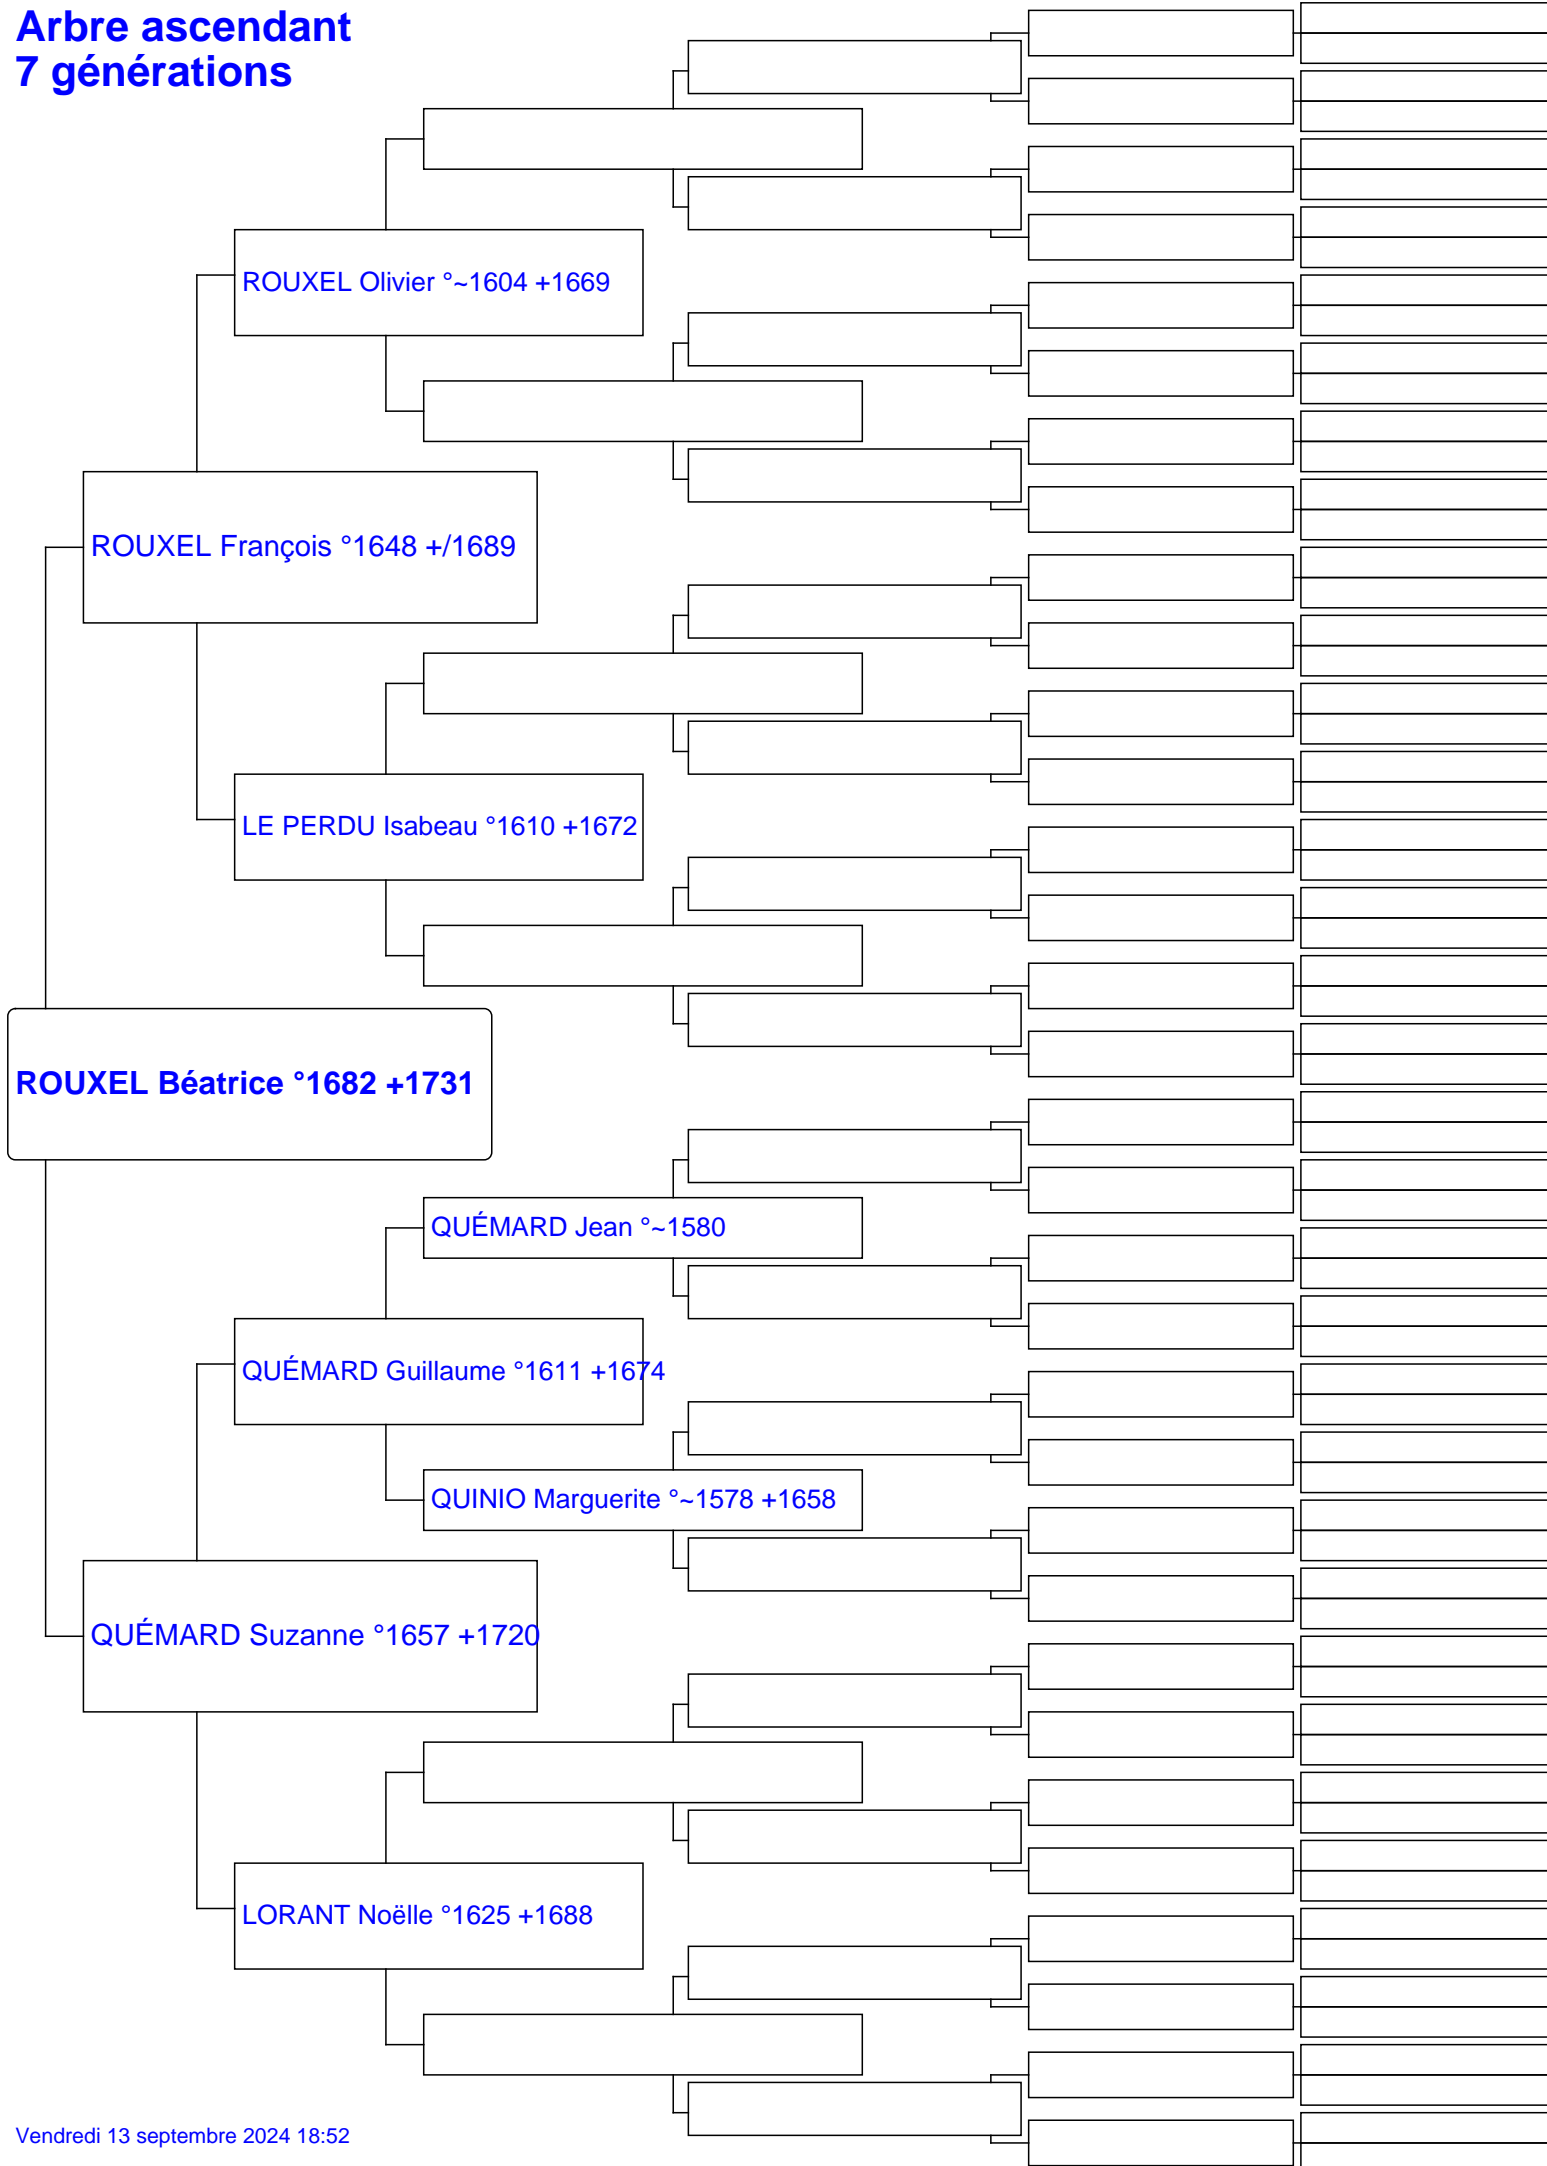 Arbre ascendant
7 générations
ROUXEL Olivier °~1604 +1669
ROUXEL François °1648 +/1689
LE PERDU Isabeau °1610 +1672
ROUXEL Béatrice °1682 +1731
QUÉMARD Jean °~1580
QUÉMARD Guillaume °1611 +1674
QUINIO Marguerite °~1578 +1658
QUÉMARD Suzanne °1657 +1720
LORANT Noëlle °1625 +1688
Vendredi 13 septembre 2024 18:52